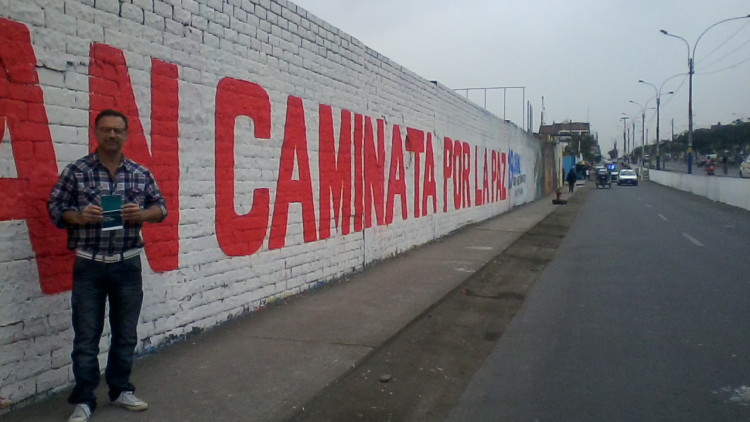 AN CAMINATA POR LA PAZ